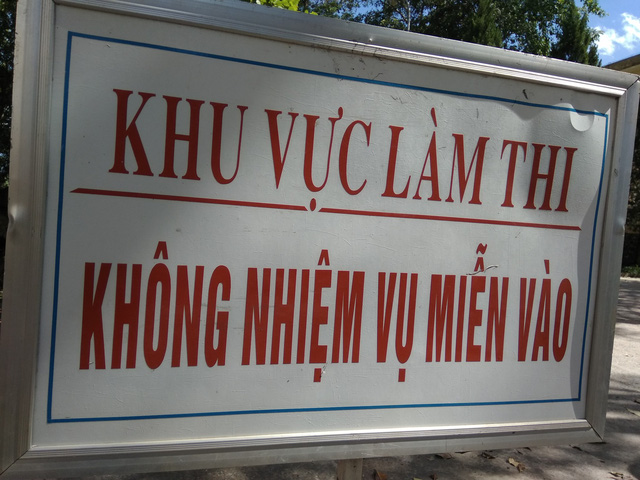 KHU VỰC LÀM THI
KHÔNG NHIỆM VỤ MIỄN VÀO